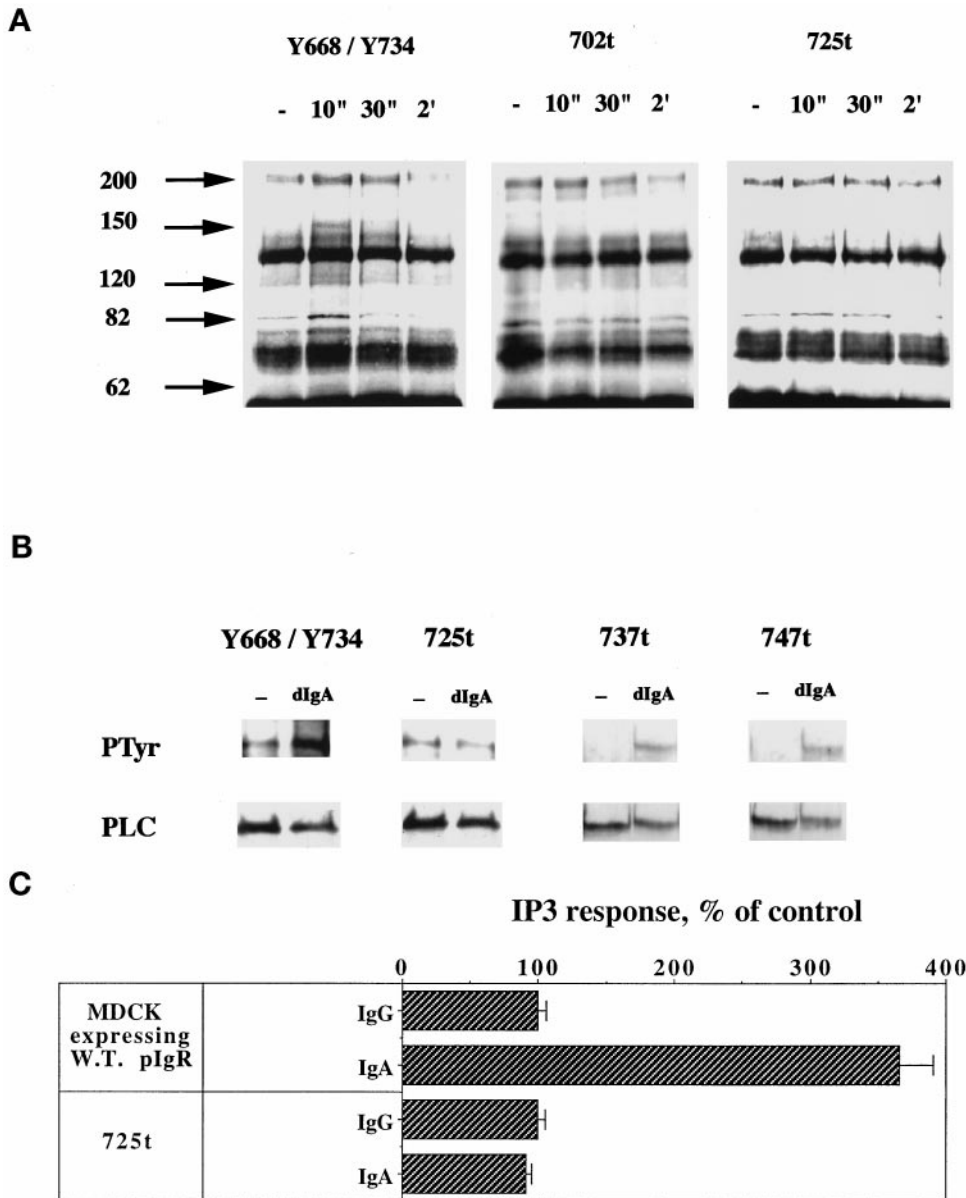 A
Y668 / Y734 702t 725t
- 10" 30" 2' - 10" 30" 2' - 10" 30" 2'
200
150
120
82
62
B
Y668 / Y734 725t 737t 747t
– dIgA – dIgA – dIgA – dIgA
PTyr
PLC
C
IP3 response, % of control
0 100 200 300 400
MDCK
expressing
W.T. pIgR
IgG
IgA
725t
IgG
IgA